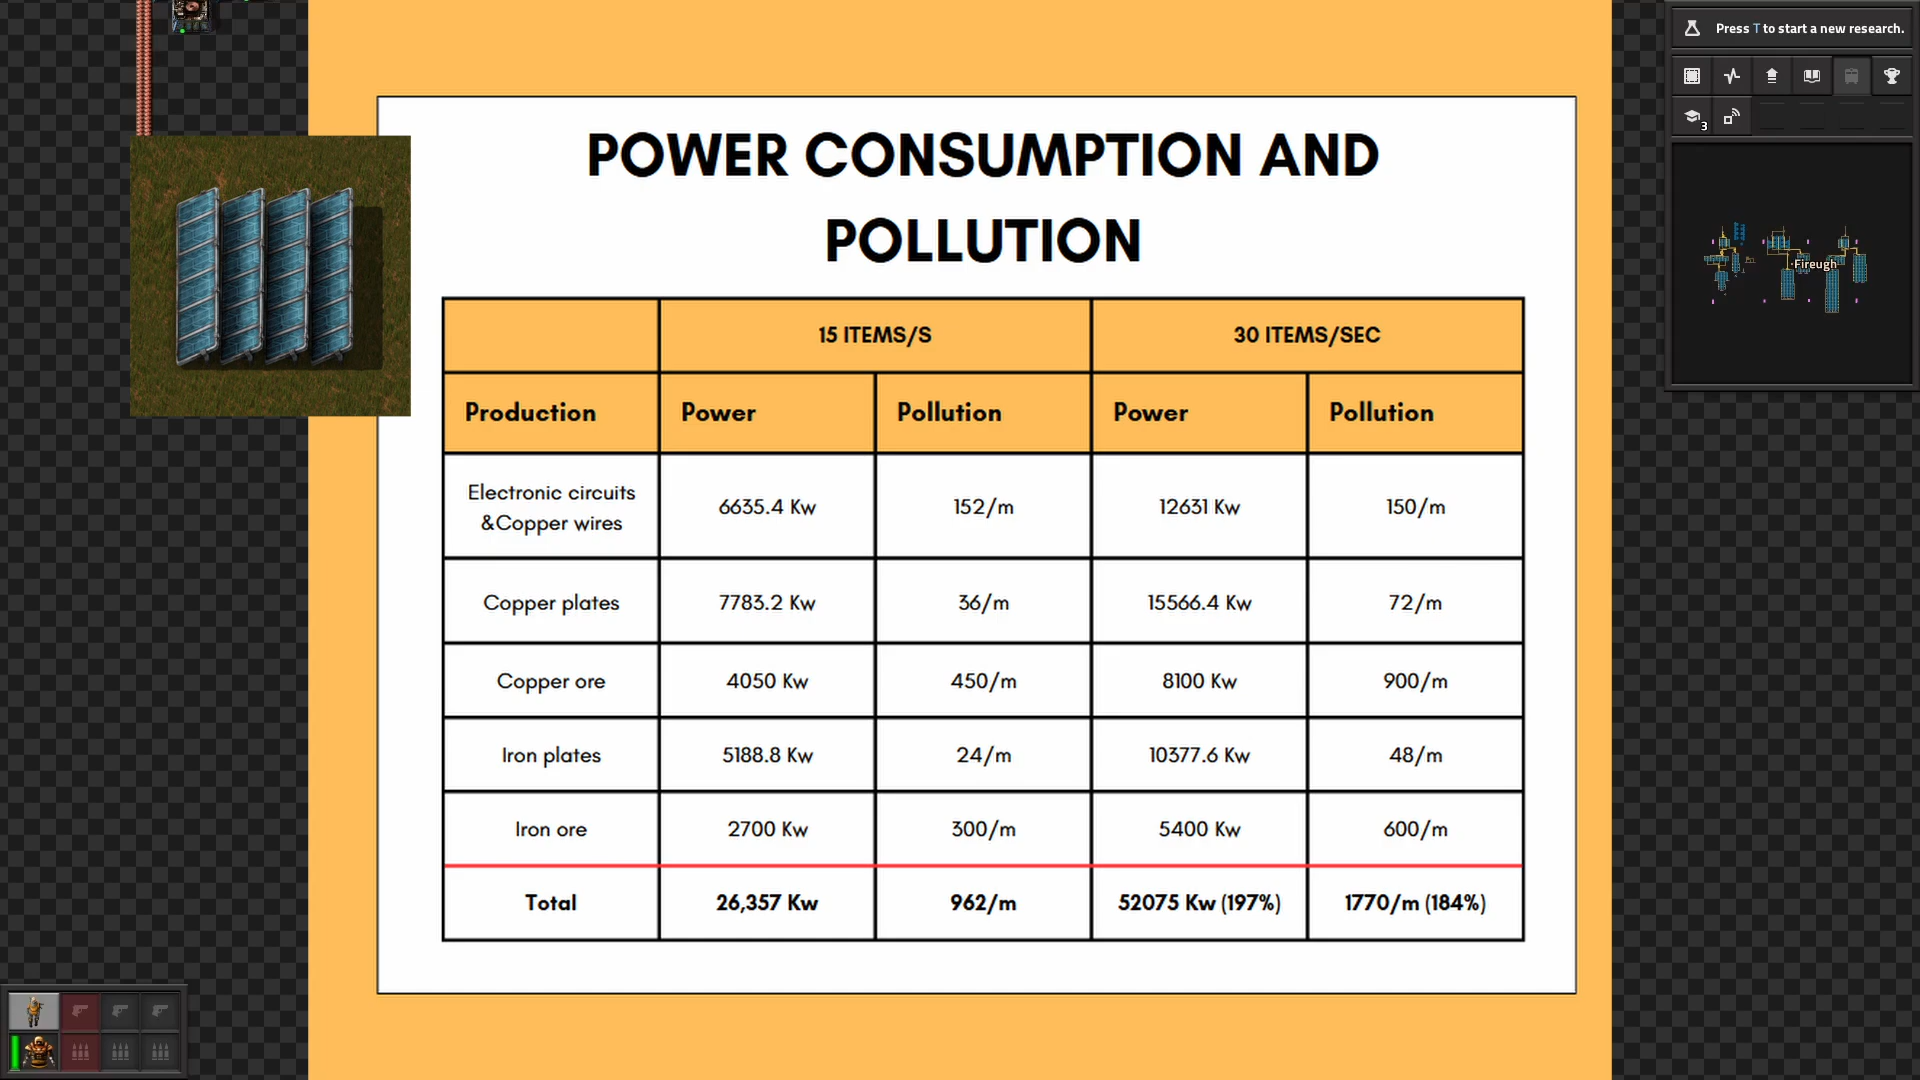 Press T to start a new research.
3
Fireugh
POWER CONSUMPTION AND
POLLUTION
15 ITEMS/S 30 ITEMS/SEC
Production Power Pollution Power Pollution
Electronic circuits
&Copper wires 6635.4 Kw 152/m 12631 Kw 150/m
Copper plates 7783.2 Kw 36/m 15566.4 Kw 72/m
Copper ore 4050 Kw 450/m 8100 Kw 900/m
Iron plates 5188.8 Kw 24/m 10377.6 Kw 48/m
Iron ore 2700 Kw 300/m 5400 Kw 600/m
Total 26,357 Kw 962/m 52075 Kw (197%) 1770/m (184%)